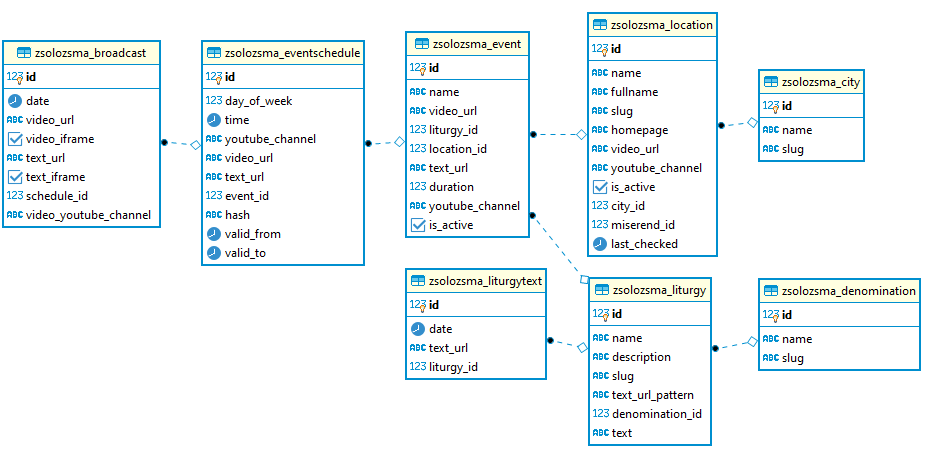 zsolozsma_broadcast
123 id
date
ABC video_url
video_iframe
ABC text_url
text_iframe
123 schedule_id
ABC video_youtube_channel
zsolozsma_eventschedule
123 id
123 day_of_week
time
ABC youtube_channel
ABC video_url
ABC text_url
123 event_id
ABC hash
valid_from
valid_to
zsolozsma_event
123 id
ABC name
ABC video_url
123 liturgy_id
123 location_id
ABC text_url
123 duration
ABC youtube_channel
is_active
zsolozsma_location
123 id
ABC name
ABC fullname
ABC slug
ABC homepage
ABC video_url
ABC youtube_channel
is_active
123 city_id
123 miserend_id
last_checked
zsolozsma_city
123 id
ABC name
ABC slug
zsolozsma_liturgytext
123 id
date
ABC text_url
123 liturgy_id
zsolozsma_liturgy
123 id
ABC name
ABC description
ABC slug
ABC text_url_pattern
123 denomination_id
ABC text
zsolozsma_denomination
123 id
ABC name
ABC slug